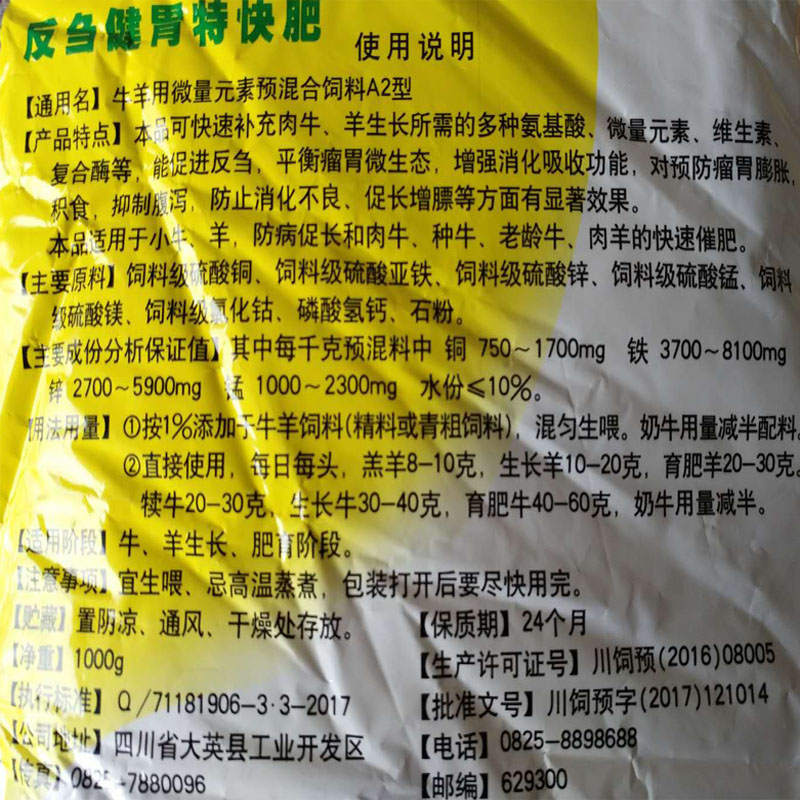 反刍健胃特快肥 使用说明
【通用名】牛羊用微量元素预混合饲料A2型
【产品特点】本品可快速补充肉牛、羊生长所需的多种氨基酸、微量元素、维生素、
复合酶等，能促进反刍，平衡瘤胃微生态，增强消化吸收功能，对预防瘤胃膨胀，
积食，抑制腹泻，防止消化不良、促长增膘等方面有显著效果。
本品适用于小牛、羊，防病促长和肉牛、种牛、老龄牛、肉羊的快速催肥。
【主要原料】饲料级硫酸铜、饲料级硫酸亚铁、饲料级硫酸锌、饲料级硫酸锰、饲料
级硫酸镁、饲料级氯化钴、磷酸氢钙、石粉。
【主要成份分析保证值】其中每千克预混料中 铜 750～1700mg 铁 3700～8100mg
锌 2700～5900mg 锰 1000～2300mg 水份≤10%。
【用法用量】①按1%添加于牛羊饲料(精料或青粗饲料)，混匀生喂。奶牛用量减半配料。
②直接使用，每日每头，羔羊8-10克，生长羊10-20克，育肥羊20-30克。
犊牛20-30克，生长牛30-40克，育肥牛40-60克，奶牛用量减半。
【适用阶段】牛、羊生长、肥育阶段。
【注意事项】宜生喂、忌高温蒸煮，包装打开后要尽快用完。
【贮藏】置阴凉、通风、干燥处存放。 【保质期】24个月
【净重】1000g 【生产许可证号】川饲预(2016)08005
【执行标准】Q/71181906-3·3-2017 【批准文号】川饲预字(2017)121014
【公司地址】四川省大英县工业开发区 【电话】0825-8898688
【传真】0825-7880096 【邮编】629300